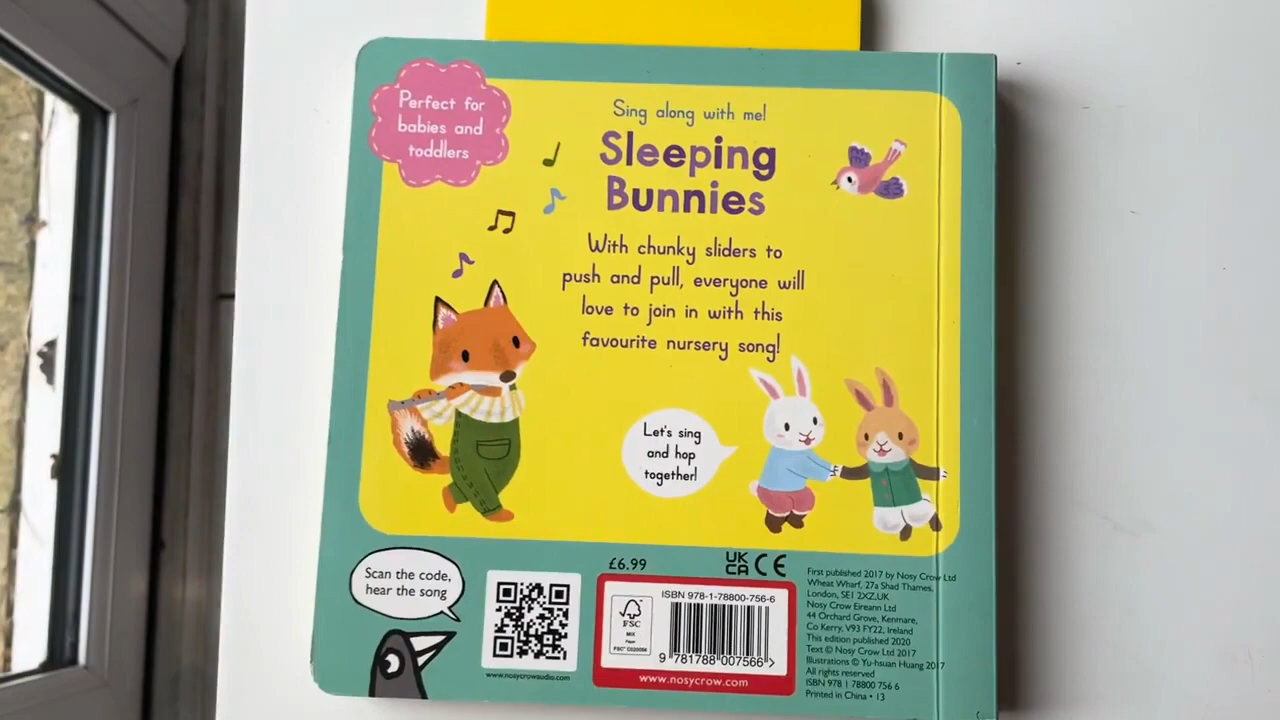 Perfect for
babies and
toddlers
Sing along with me!
Sleeping
Bunnies
With chunky sliders to
push and pull, everyone will
love to join in with this
favourite nursery song!
Let's sing
and hop
together!
Scan the code,
hear the song
www.nosycrowaudio.com
£6.99
UK
CA CE
ISBN 978-1-78800-756-6
FSC
MIX
Paper
FSC® C020056
9 781788 007566 >
www.nosycrow.com
First published 2017 by Nosy Crow Ltd
Wheat Wharf, 27a Shad Thames,
London, SE1 2XZ,UK
Nosy Crow Eireann Ltd
44 Orchard Grove, Kenmare,
Co Kerry, V93 FY22, Ireland
This edition published 2020
Text © Nosy Crow Ltd 2017
Illustrations © Yu-hsuan Huang 2017
All rights reserved
ISBN 978 1 78800 756 6
Printed in China • 13